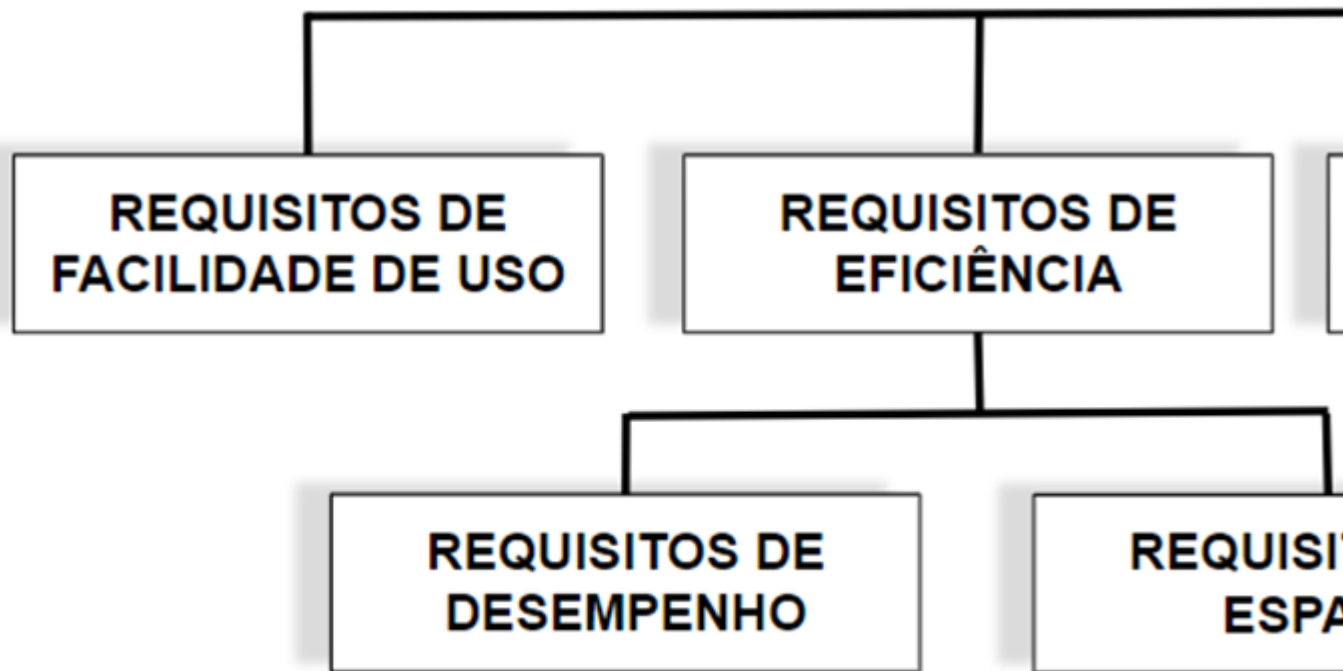 REQUISITOS DE
FACILIDADE DE USO
REQUISITOS DE
EFICIÊNCIA
REQUISITOS DE
DESEMPENHO